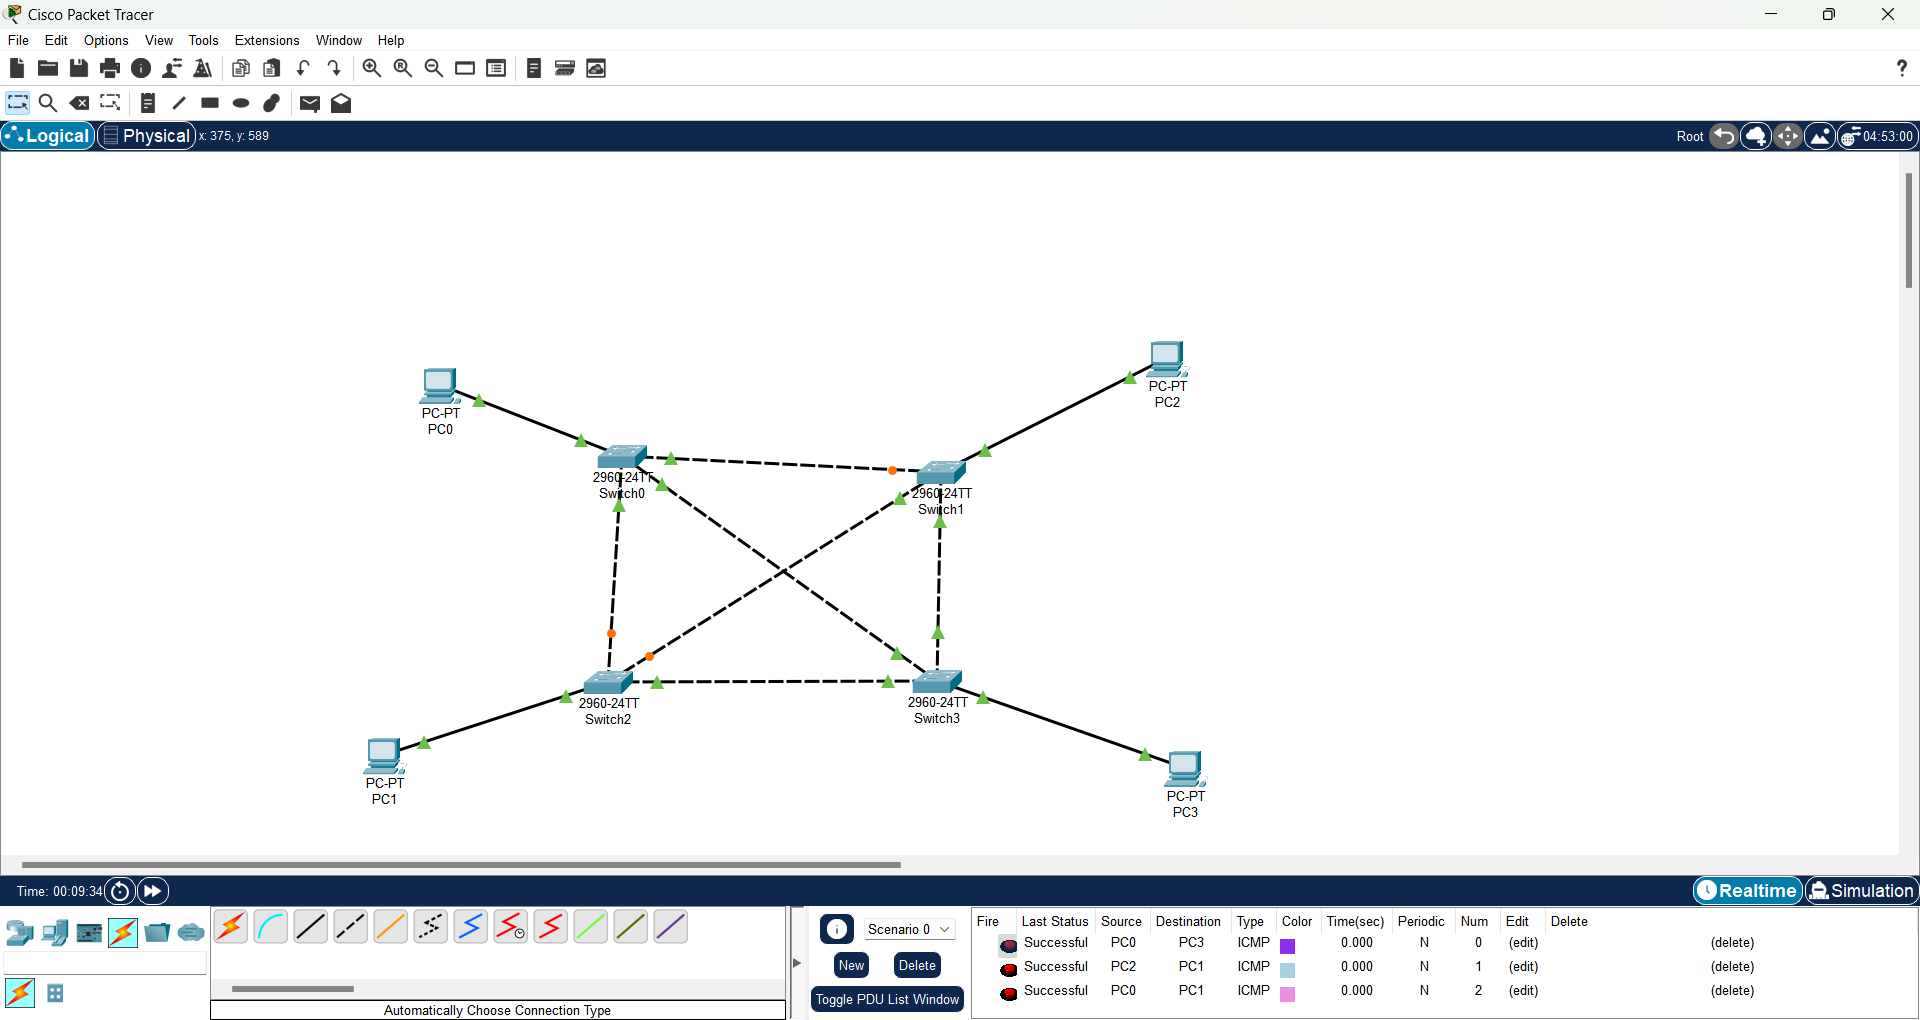 Cisco Packet Tracer
File Edit Options View Tools Extensions Window Help
Logical Physical x: 375, y: 589 Root 04:53:00
PC-PT
PC2
PC-PT
PC0
2960-24TT
Switch0
2960-24TT
Switch1
2960-24TT
Switch2
2960-24TT
Switch3
PC-PT
PC1
PC-PT
PC3
Time: 00:09:34 Realtime Simulation
Scenario 0
New Delete
Toggle PDU List Window
Automatically Choose Connection Type
Fire Last Status Source Destination Type Color Time(sec) Periodic Num Edit Delete
Successful PC0 PC3 ICMP 0.000 N 0 (edit) (delete)
Successful PC2 PC1 ICMP 0.000 N 1 (edit) (delete)
Successful PC0 PC1 ICMP 0.000 N 2 (edit) (delete)